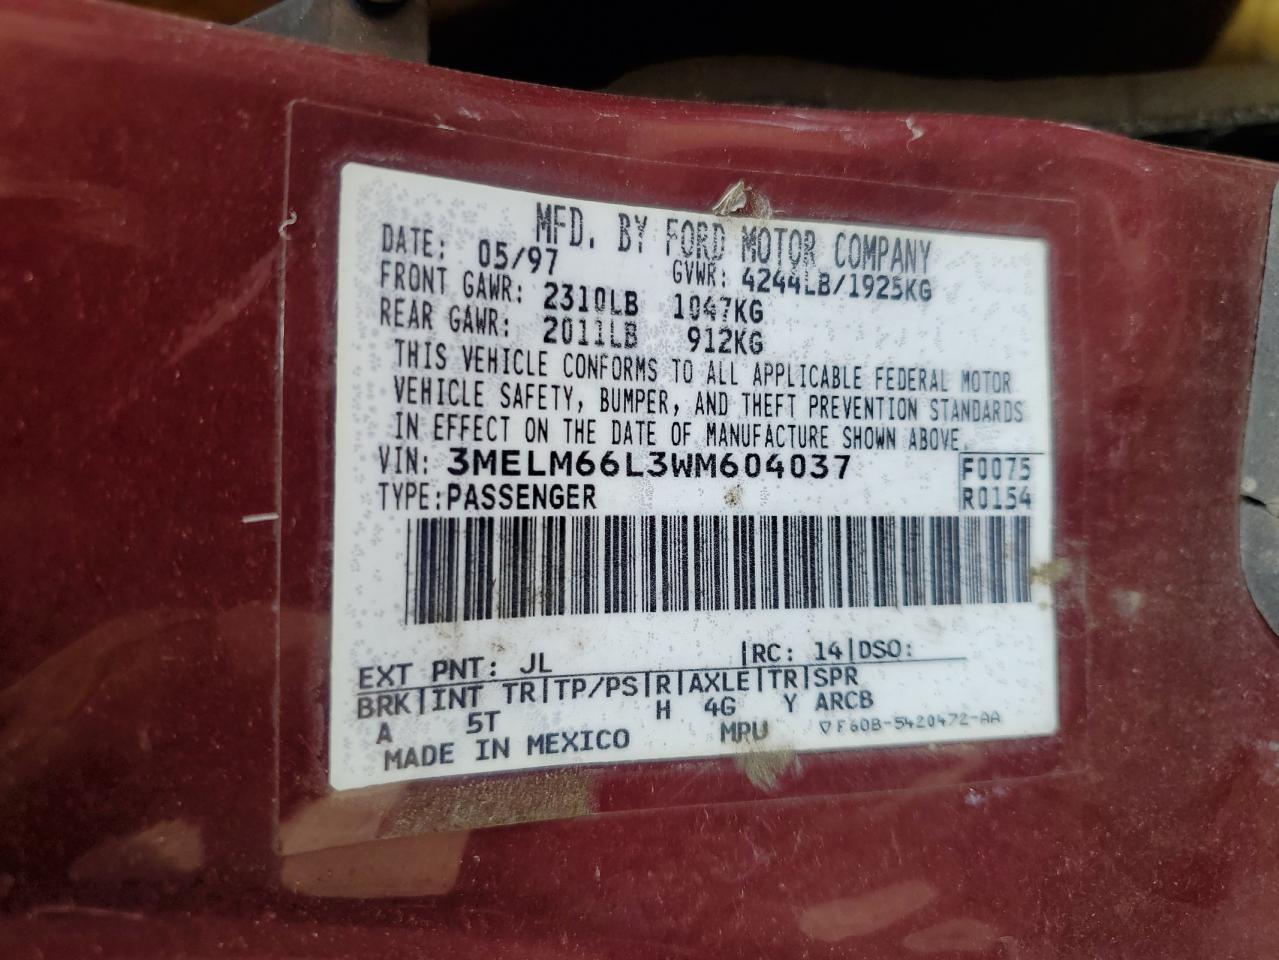 MFD. BY FORD MOTOR COMPANY
DATE: 05/97 GVWR: 4244LB/1925KG
FRONT GAWR: 2310LB 1047KG
REAR GAWR: 2011LB 912KG
THIS VEHICLE CONFORMS TO ALL APPLICABLE FEDERAL MOTOR
VEHICLE SAFETY, BUMPER, AND THEFT PREVENTION STANDARDS
IN EFFECT ON THE DATE OF MANUFACTURE SHOWN ABOVE.
VIN: 3MELM66L3WM604037 F0075
TYPE:PASSENGER R0154
EXT PNT: JL |RC: 14|DSO:
BRK|INT TR|TP/PS|R|AXLE|TR|SPR
A 5T H 4G Y ARCB
MADE IN MEXICO MPU ▽F60B-5420472-AA